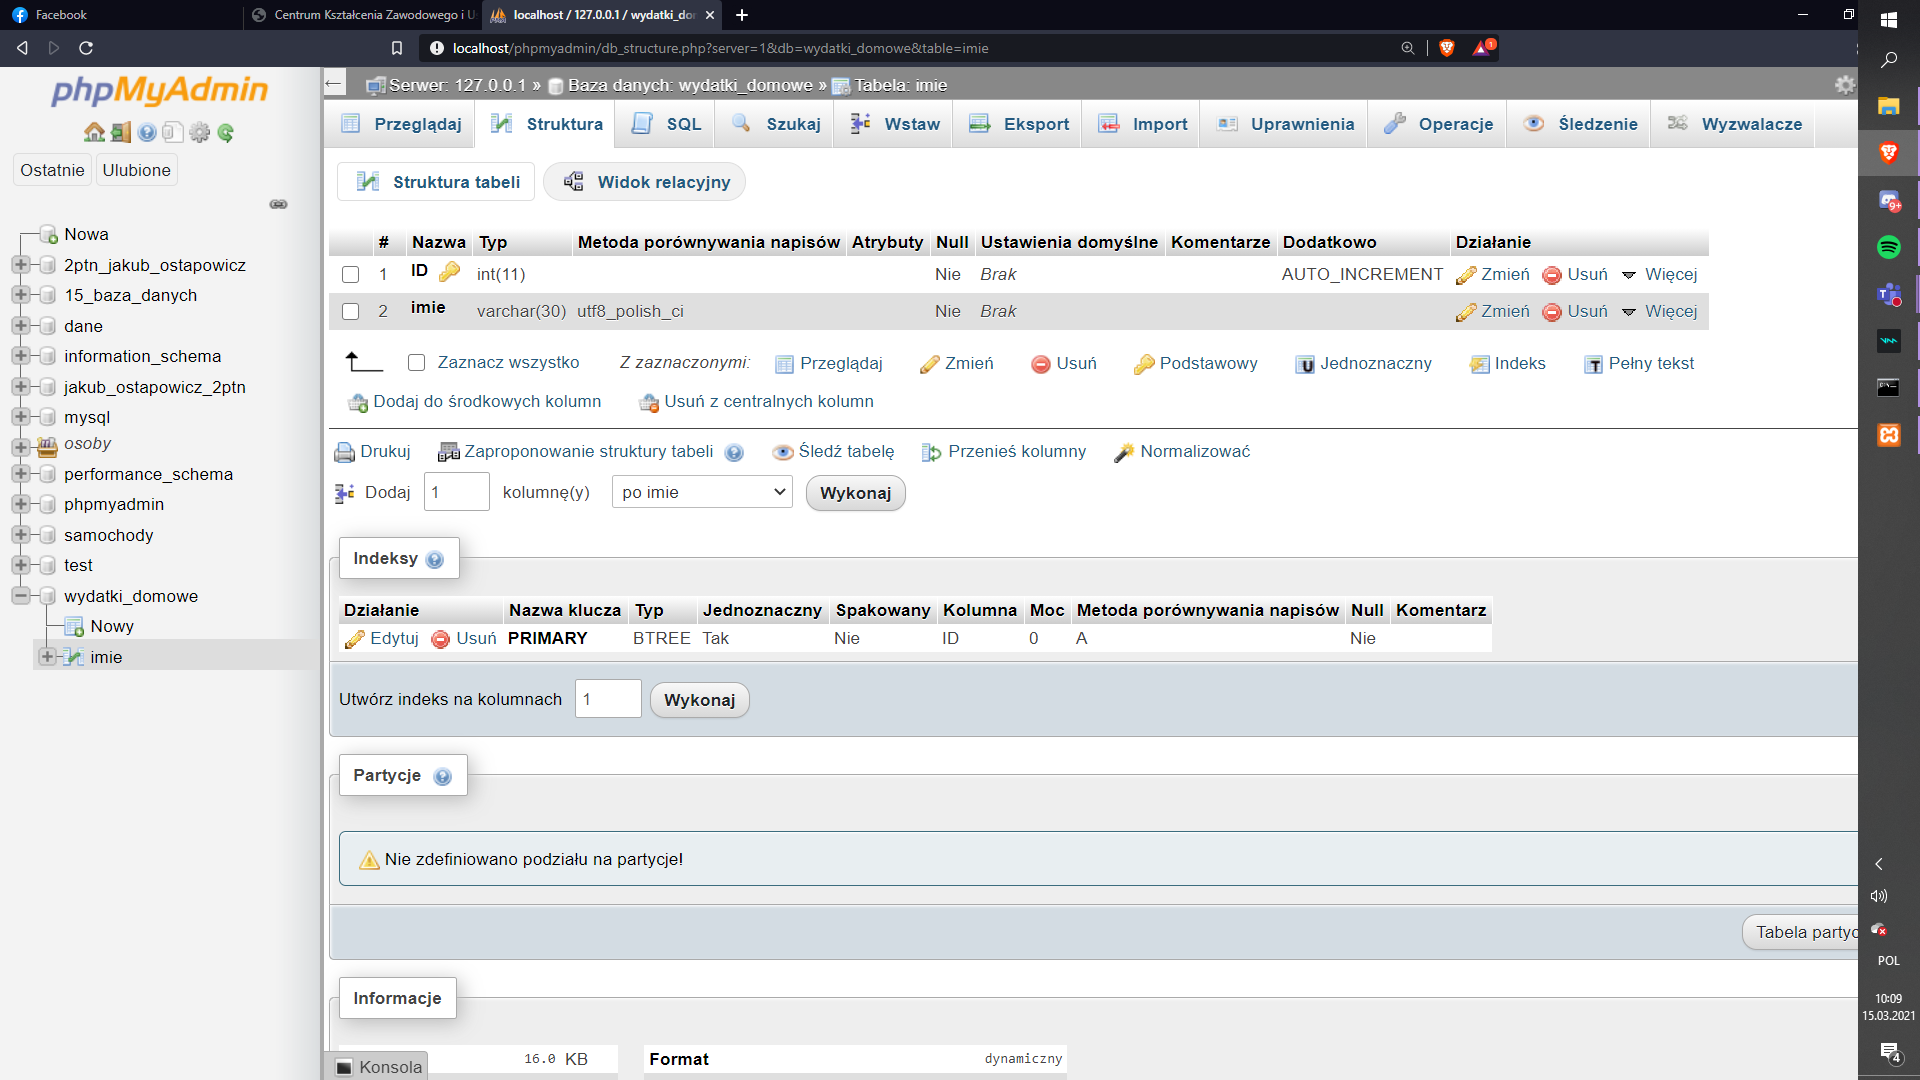 Facebook
Centrum Kształcenia Zawodowego i U
localhost / 127.0.0.1 / wydatki_dor
localhost/phpmyadmin/db_structure.php?server=1&db=wydatki_domowe&table=imie
1
phpMyAdmin
Ostatnie Ulubione
Nowa
2ptn_jakub_ostapowicz
15_baza_danych
dane
information_schema
jakub_ostapowicz_2ptn
mysql
osoby
performance_schema
phpmyadmin
samochody
test
wydatki_domowe
Nowy
imie
Serwer: 127.0.0.1 » Baza danych: wydatki_domowe » Tabela: imie
Przeglądaj Struktura SQL Szukaj Wstaw Eksport Import Uprawnienia Operacje Śledzenie Wyzwalacze
Struktura tabeli Widok relacyjny
# Nazwa Typ Metoda porównywania napisów Atrybuty Null Ustawienia domyślne Komentarze Dodatkowo Działanie
1 ID int(11) Nie Brak AUTO_INCREMENT Zmień Usuń Więcej
2 imie varchar(30) utf8_polish_ci Nie Brak Zmień Usuń Więcej
Zaznacz wszystko Z zaznaczonymi: Przeglądaj Zmień Usuń Podstawowy Jednoznaczny Indeks Pełny tekst
Dodaj do środkowych kolumn Usuń z centralnych kolumn
Drukuj Zaproponowanie struktury tabeli Śledź tabelę Przenieś kolumny Normalizować
Dodaj 1 kolumnę(y) po imie Wykonaj
Indeksy
Działanie Nazwa klucza Typ Jednoznaczny Spakowany Kolumna Moc Metoda porównywania napisów Null Komentarz
Edytuj Usuń PRIMARY BTREE Tak Nie ID 0 A Nie
Utwórz indeks na kolumnach 1 Wykonaj
Partycje
Nie zdefiniowano podziału na partycje!
Tabela partyc
Informacje
16.0 KB Format dynamiczny
Konsola
9+
POL
10:09
15.03.2021
4